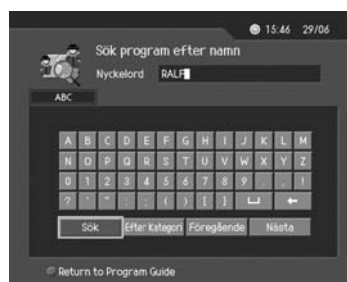 15:46 29/06
Sök program efter namn
Nyckelord RALF
ABC
A B C D E F G H I J K L M
N O P Q R S T U V W X Y Z
0 1 2 3 4 5 6 7 8 9 . , !
? ' " : ; ( ) [ ]
Sök Efter Kategori Föregående Nästa
Return to Program Guide